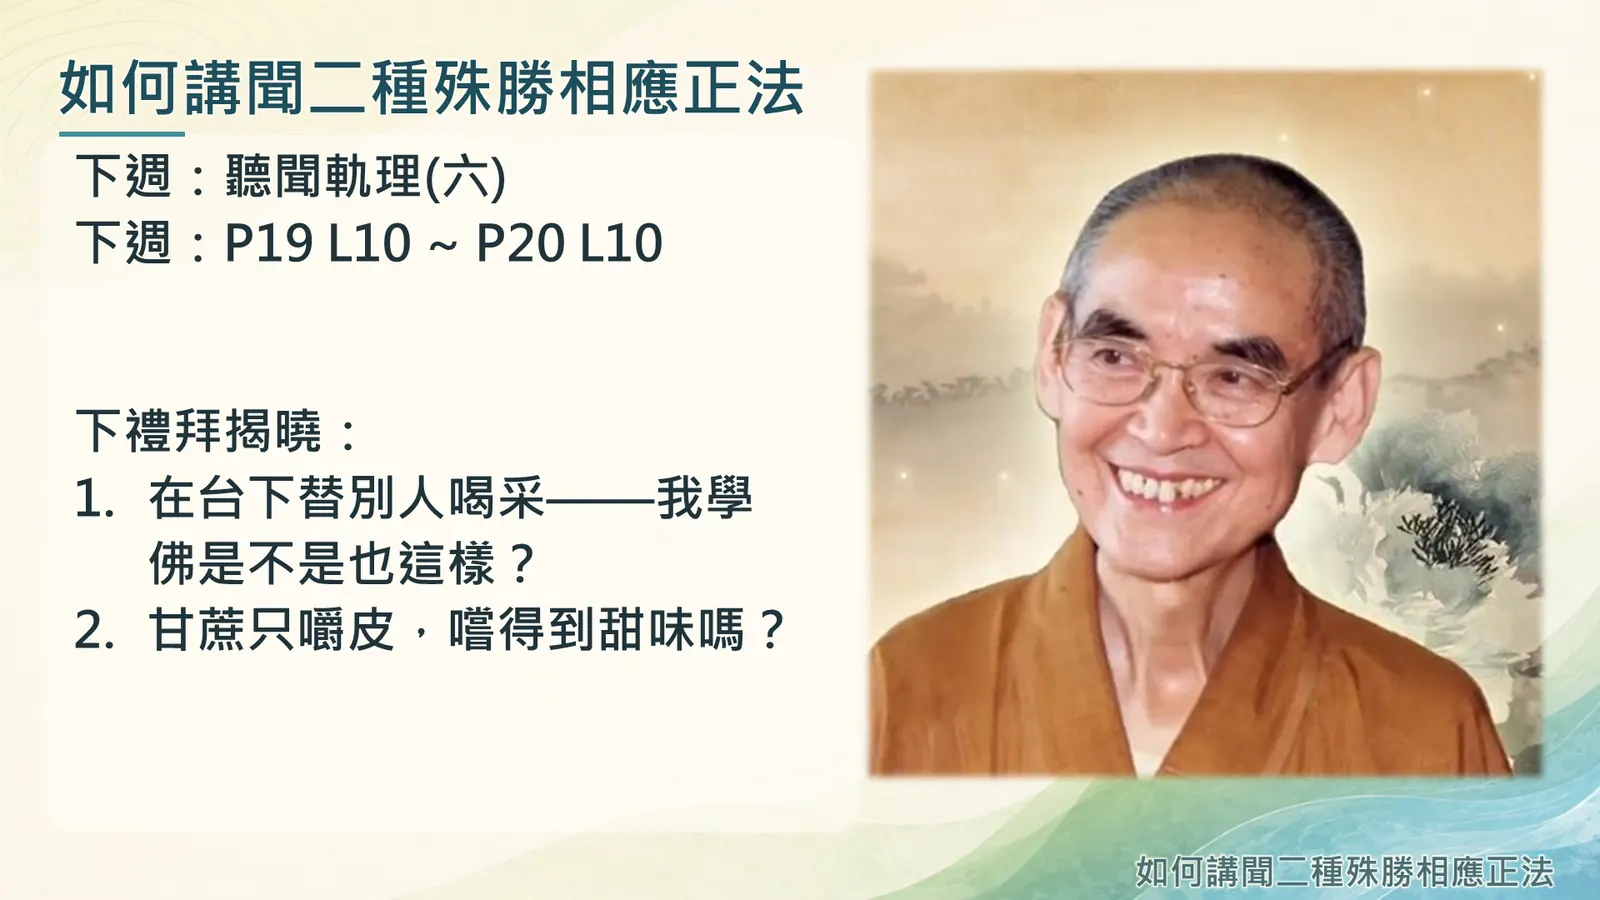 如何講聞二種殊勝相應正法
下週：聽聞軌理(六)
下週：P19 L10 ~ P20 L10
下禮拜揭曉：
1. 在台下替別人喝采——我學
佛是不是也這樣？
2. 甘蔗只嚼皮，嚐得到甜味嗎？
如何講聞二種殊勝相應正法